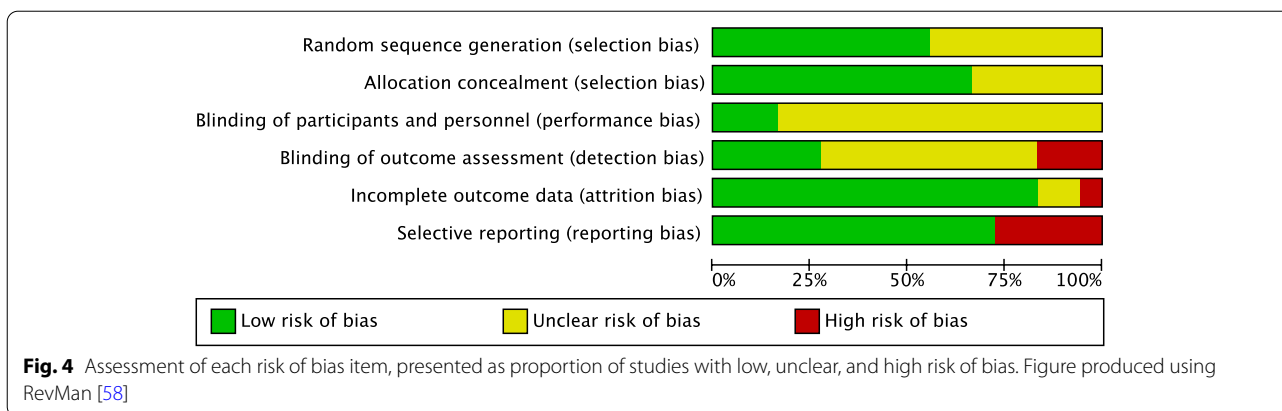 Random sequence generation (selection bias)
Allocation concealment (selection bias)
Blinding of participants and personnel (performance bias)
Blinding of outcome assessment (detection bias)
Incomplete outcome data (attrition bias)
Selective reporting (reporting bias)
0% 25% 50% 75% 100%
Low risk of bias Unclear risk of bias High risk of bias
Fig. 4 Assessment of each risk of bias item, presented as proportion of studies with low, unclear, and high risk of bias. Figure produced using
RevMan [58]